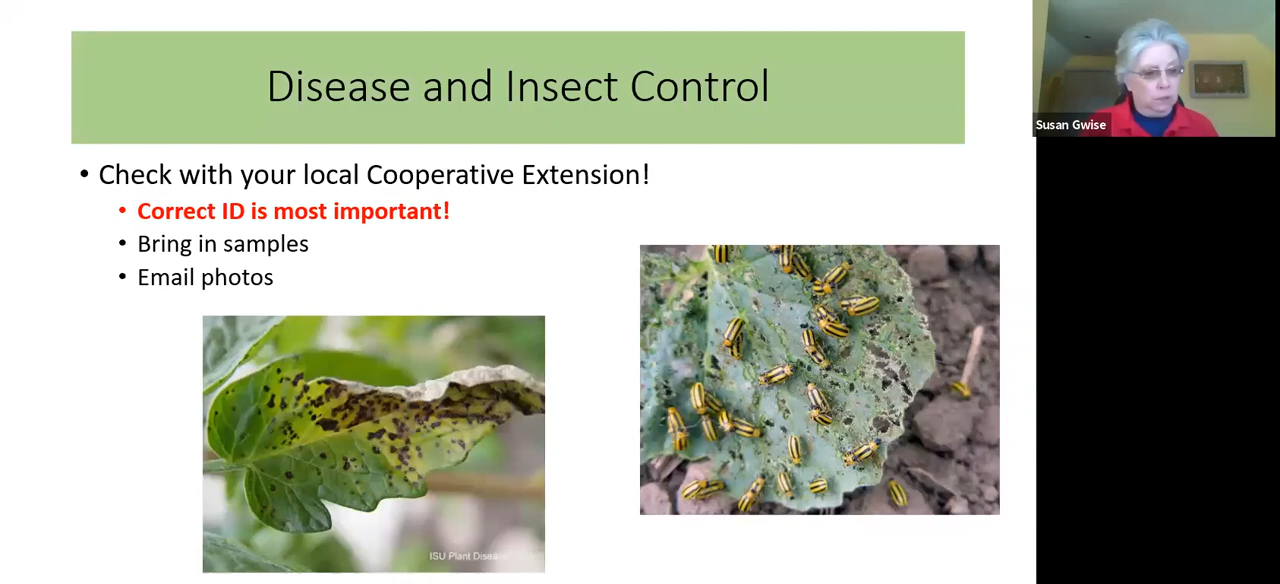 Disease and Insect Control
Susan Gwise
• Check with your local Cooperative Extension!
• Correct ID is most important!
• Bring in samples
• Email photos
ISU Plant Disea